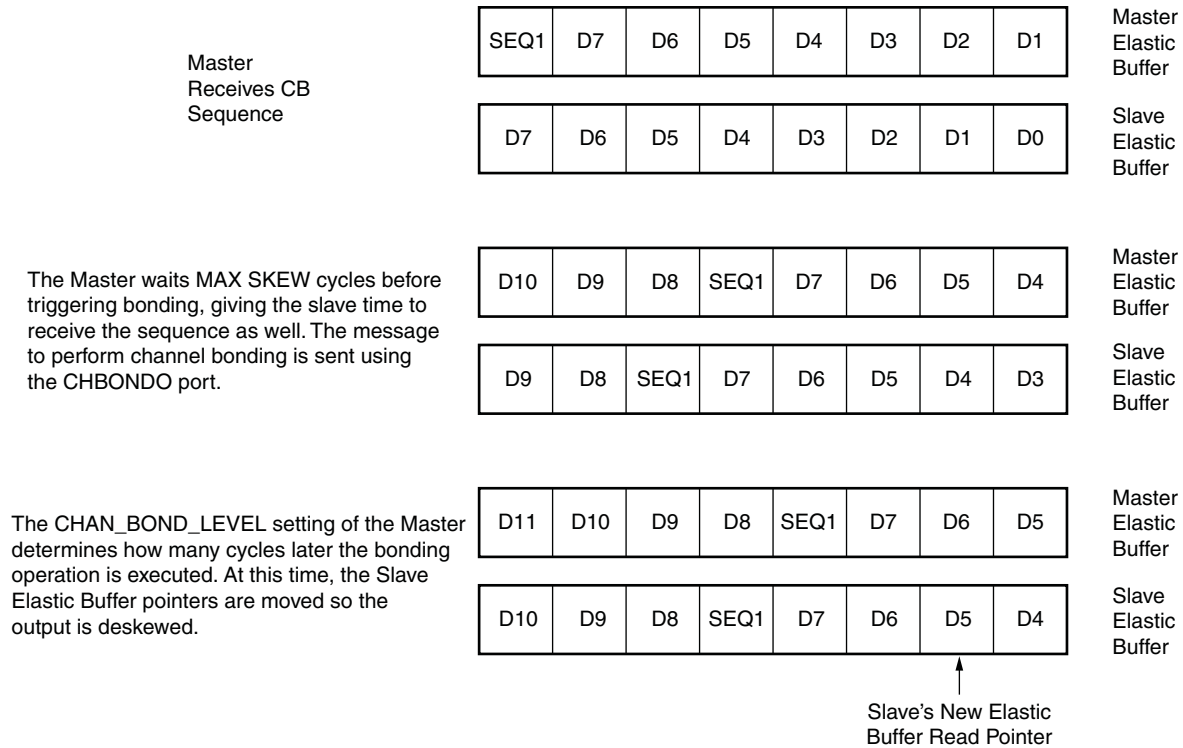 Master
Receives CB
Sequence
SEQ1 D7 D6 D5 D4 D3 D2 D1
Master
Elastic
Buffer
D7 D6 D5 D4 D3 D2 D1 D0
Slave
Elastic
Buffer
The Master waits MAX SKEW cycles before
triggering bonding, giving the slave time to
receive the sequence as well. The message
to perform channel bonding is sent using
the CHBONDO port.
D10 D9 D8 SEQ1 D7 D6 D5 D4
Master
Elastic
Buffer
D9 D8 SEQ1 D7 D6 D5 D4 D3
Slave
Elastic
Buffer
The CHAN_BOND_LEVEL setting of the Master
determines how many cycles later the bonding
operation is executed. At this time, the Slave
Elastic Buffer pointers are moved so the
output is deskewed.
D11 D10 D9 D8 SEQ1 D7 D6 D5
Master
Elastic
Buffer
D10 D9 D8 SEQ1 D7 D6 D5 D4
Slave
Elastic
Buffer
Slave's New Elastic
Buffer Read Pointer